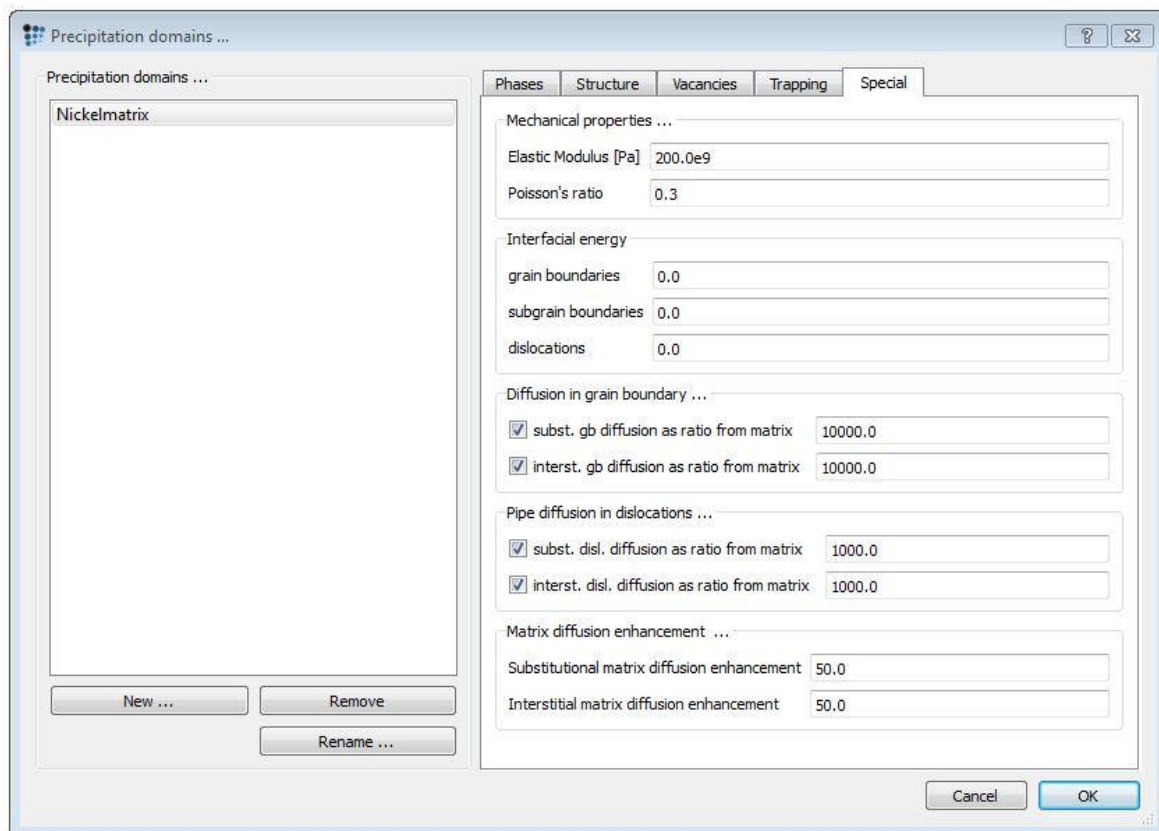 Precipitation domains ...
Precipitation domains ...
Nickelmatrix
New ...
Remove
Rename ...
Phases
Structure
Vacancies
Trapping
Special
Mechanical properties ...
Elastic Modulus [Pa] 200.0e9
Poisson's ratio 0.3
Interfacial energy
grain boundaries 0.0
subgrain boundaries 0.0
dislocations 0.0
Diffusion in grain boundary ...
subst. gb diffusion as ratio from matrix 10000.0
interst. gb diffusion as ratio from matrix 10000.0
Pipe diffusion in dislocations ...
subst. disl. diffusion as ratio from matrix 1000.0
interst. disl. diffusion as ratio from matrix 1000.0
Matrix diffusion enhancement ...
Substitutional matrix diffusion enhancement 50.0
Interstitial matrix diffusion enhancement 50.0
Cancel
OK